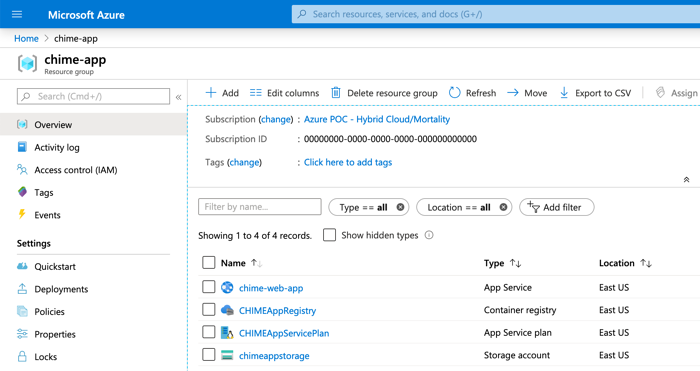 Microsoft Azure
Search resources, services, and docs (G+/)
Home > chime-app
chime-app
Resource group
Search (Cmd+/)
«
Overview
Activity log
Access control (IAM)
Tags
Events
Settings
Quickstart
Deployments
Policies
Properties
Locks
Add Edit columns Delete resource group Refresh Move Export to CSV Assign
Subscription (change) : Azure POC - Hybrid Cloud/Mortality
Subscription ID : 00000000-0000-0000-0000-000000000000
Tags (change) : Click here to add tags
Filter by name... Type == all Location == all Add filter
Showing 1 to 4 of 4 records. Show hidden types
Name ↑↓ Type ↑↓ Location ↑↓
chime-web-app App Service East US
CHIMEAppRegistry Container registry East US
CHIMEAppServicePlan App Service plan East US
chimeappstorage Storage account East US